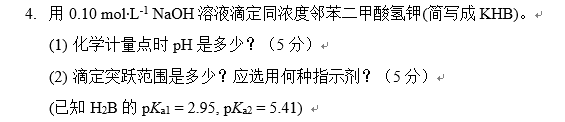 4. 用 0.10 mol·L-1 NaOH 溶液滴定同浓度邻苯二甲酸氢钾(简写成 KHB)。
(1) 化学计量点时 pH 是多少？（5 分）
(2) 滴定突跃范围是多少？应选用何种指示剂？（5 分）
(已知 H2B 的 pKa1 = 2.95, pKa2 = 5.41)